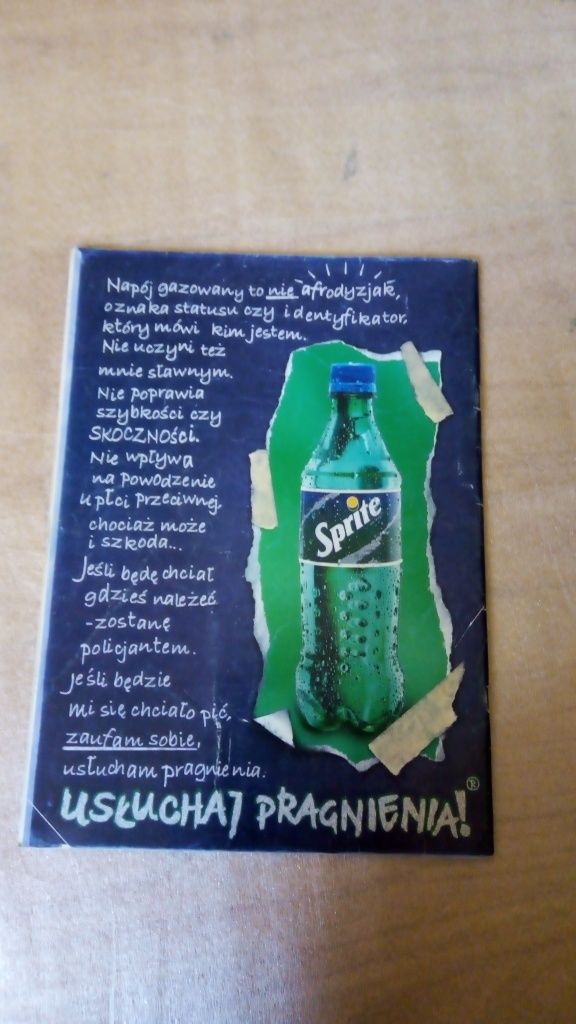 Napój gazowany to nie afrodyzjak,
oznaka statusu czy identyfikator,
który mówi kim jestem.
Nie uczyni też
mnie sławnym.
Nie poprawia
szybkości czy
SKOCZNOŚCI.
Nie wpływa
na powodzenie
u płci przeciwnej,
chociaż może
i szkoda...
Jeśli będę chciał
gdzieś należeć
-zostanę
policjantem.
Jeśli będzie
mi się chciało pić,
zaufam sobie,
usłucham pragnienia.
USŁUCHAJ PRAGNIENIA!®
Sprite